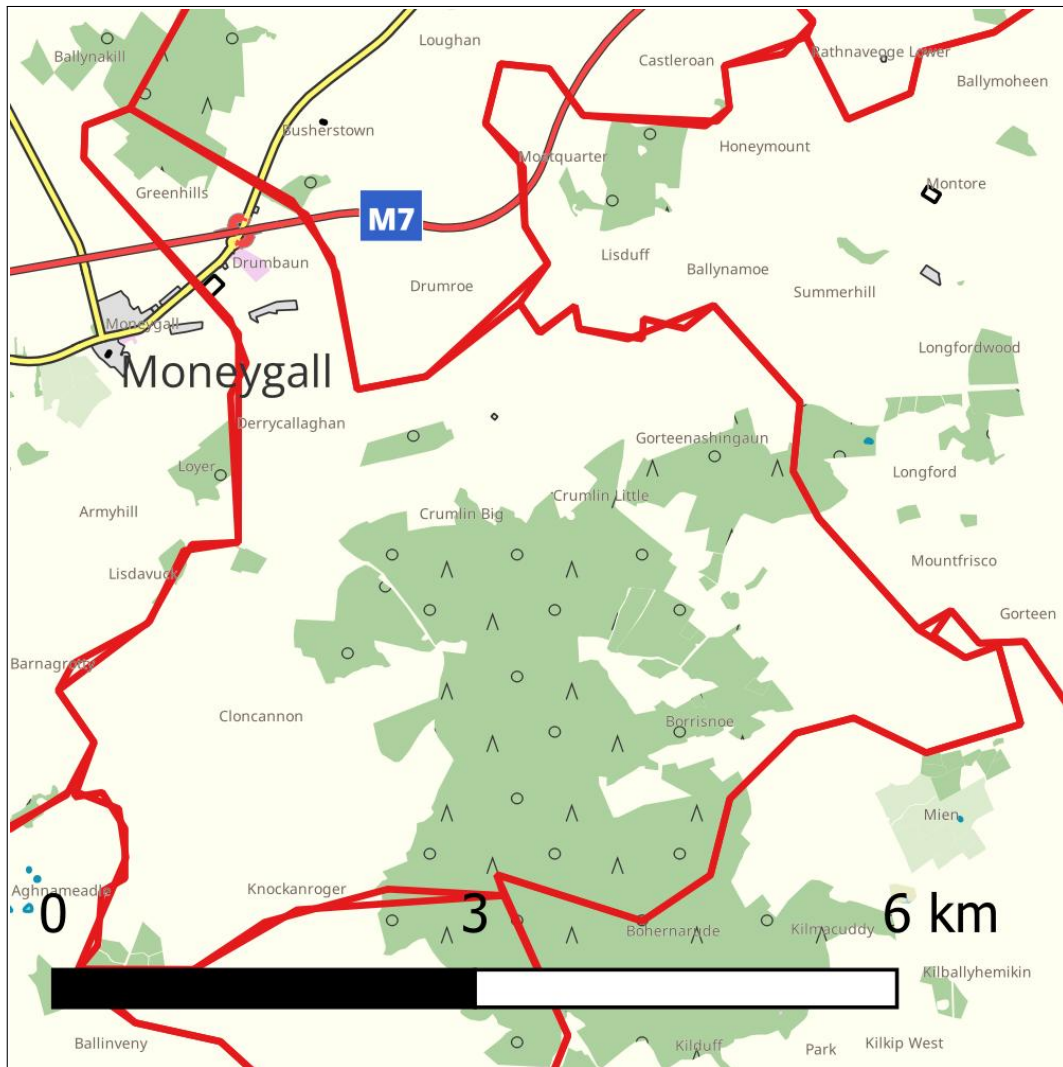 Loughan
Ballynakill
Castleroan
Rathnaveoge Lower
Ballymoheen
Busherstown
Honeymount
Moatquarter
Montore
Greenhills
M7
Lisduff
Drumbaun
Ballynamoe
Drumroe
Summerhill
Moneygall
Longfordwood
Moneygall
Derrycallaghan
Gorteenashingaun
Loyer
Longford
Crumlin Little
Armyhill
Crumlin Big
Mountfrisco
Lisdavuck
Gorteen
Barnagrotty
Cloncannon
Borrisnoe
Mien
Aghnameadle
Knockanroger
0 3 6 km
Bohernarude
Kilmacuddy
Kilballyhemikin
Ballinveny
Kilduff
Park
Kilkip West